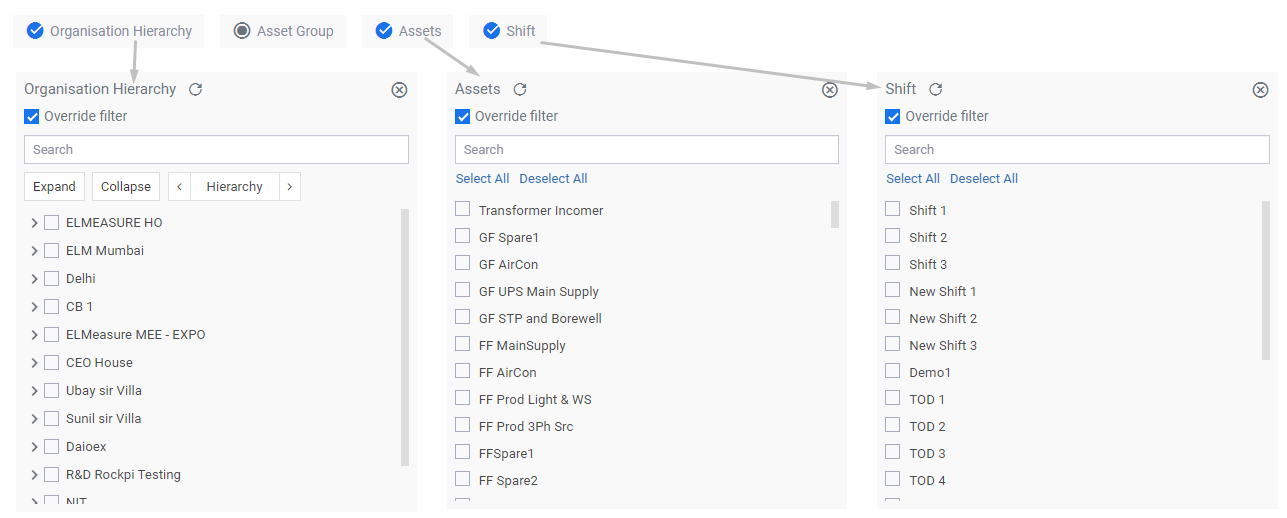 Organisation Hierarchy
Asset Group
Assets
Shift
Organisation Hierarchy
Override filter
Search
Expand
Collapse
Hierarchy
ELMEASURE HO
ELM Mumbai
Delhi
CB 1
ELMeasure MEE - EXPO
CEO House
Ubay sir Villa
Sunil sir Villa
Daioex
R&D Rockpi Testing
NIT
Assets
Override filter
Search
Select All Deselect All
Transformer Incomer
GF Spare1
GF AirCon
GF UPS Main Supply
GF STP and Borewell
FF MainSupply
FF AirCon
FF Prod Light & WS
FF Prod 3Ph Src
FFSpare1
FF Spare2
Shift
Override filter
Search
Select All Deselect All
Shift 1
Shift 2
Shift 3
New Shift 1
New Shift 2
New Shift 3
Demo1
TOD 1
TOD 2
TOD 3
TOD 4